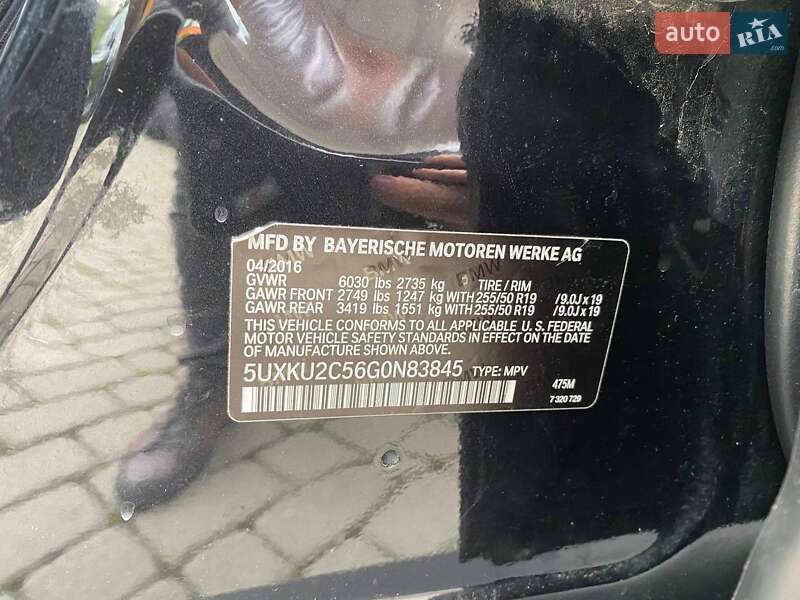 auto RIA.com
MFD BY BAYERISCHE MOTOREN WERKE AG
04/2016
GVWR 6030 lbs 2735 kg TIRE / RIM
GAWR FRONT 2749 lbs 1247 kg WITH 255/50 R19 /9.0J x 19
GAWR REAR 3419 lbs 1551 kg WITH 255/50 R19 /9.0J x 19
THIS VEHICLE CONFORMS TO ALL APPLICABLE U.S. FEDERAL
MOTOR VEHICLE SAFETY STANDARDS IN EFFECT ON THE DATE
OF MANUFACTURE SHOWN ABOVE.
5UXKU2C56G0N83845 TYPE: MPV 475M
7 320 729